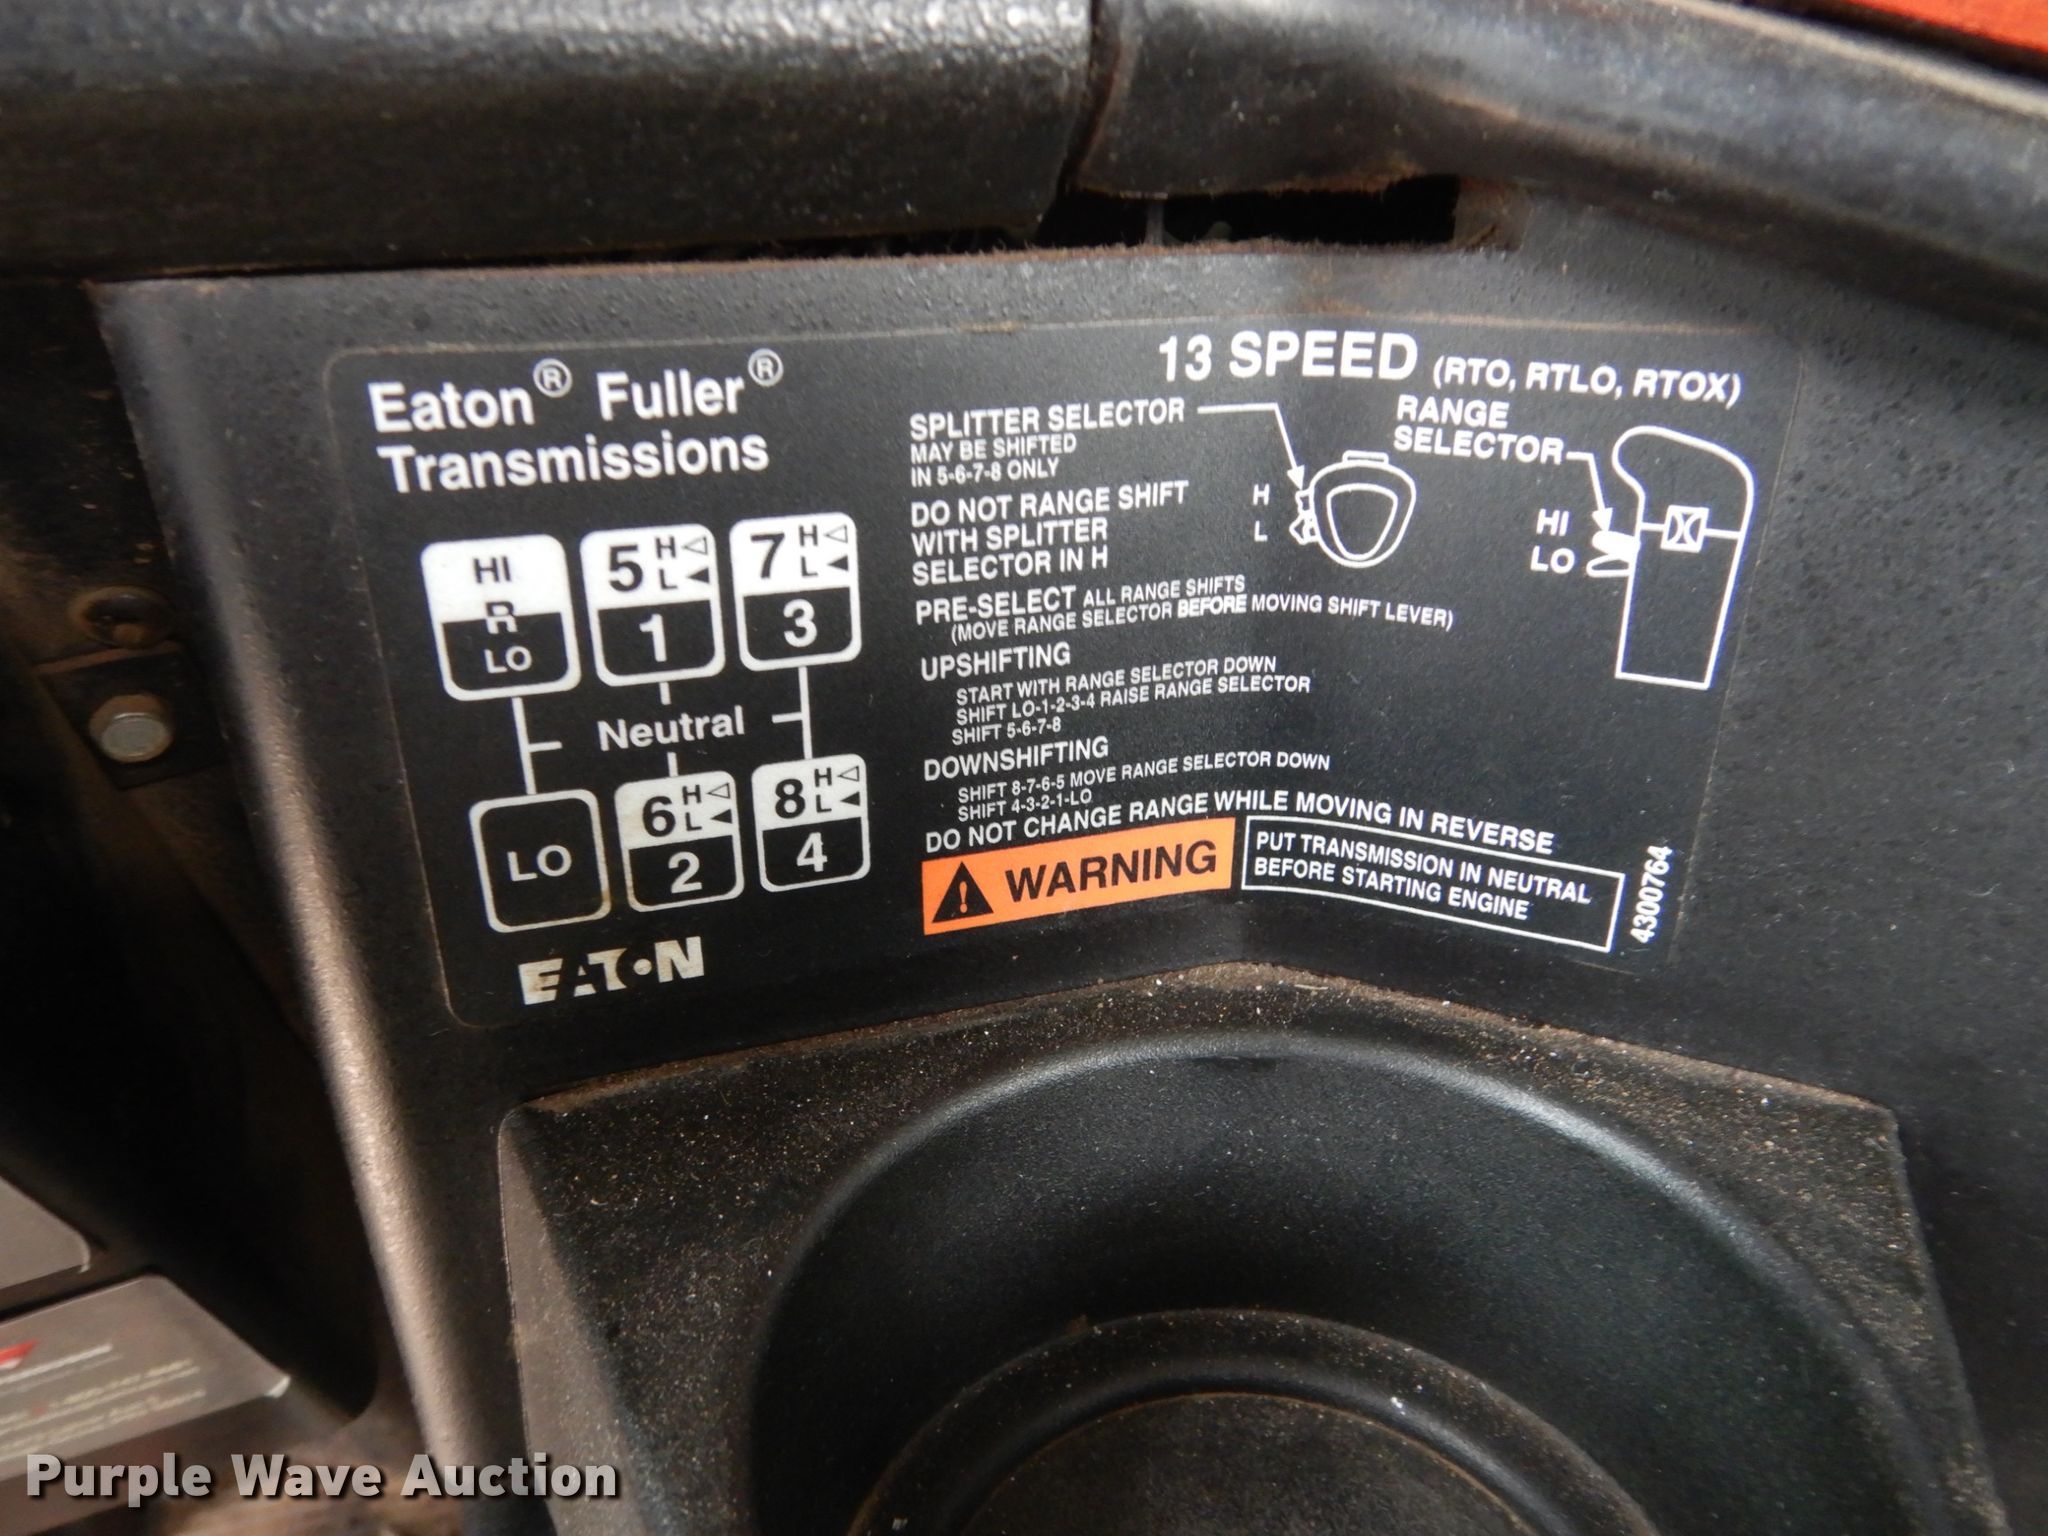 Eaton® Fuller®
Transmissions
13 SPEED (RTO, RTLO, RTOX)
SPLITTER SELECTOR
MAY BE SHIFTED
IN 5-6-7-8 ONLY
RANGE
SELECTOR
H
L
HI
LO
DO NOT RANGE SHIFT
WITH SPLITTER
SELECTOR IN H
PRE-SELECT ALL RANGE SHIFTS
(MOVE RANGE SELECTOR BEFORE MOVING SHIFT LEVER)
UPSHIFTING
START WITH RANGE SELECTOR DOWN
SHIFT LO-1-2-3-4 RAISE RANGE SELECTOR
SHIFT 5-6-7-8
DOWNSHIFTING
SHIFT 8-7-6-5 MOVE RANGE SELECTOR DOWN
SHIFT 4-3-2-1-LO
DO NOT CHANGE RANGE WHILE MOVING IN REVERSE
WARNING
PUT TRANSMISSION IN NEUTRAL
BEFORE STARTING ENGINE
4300764
HI
R
LO
5 H L
1
7 H L
3
Neutral
LO
6 H L
2
8 H L
4
EATON
Purple Wave Auction